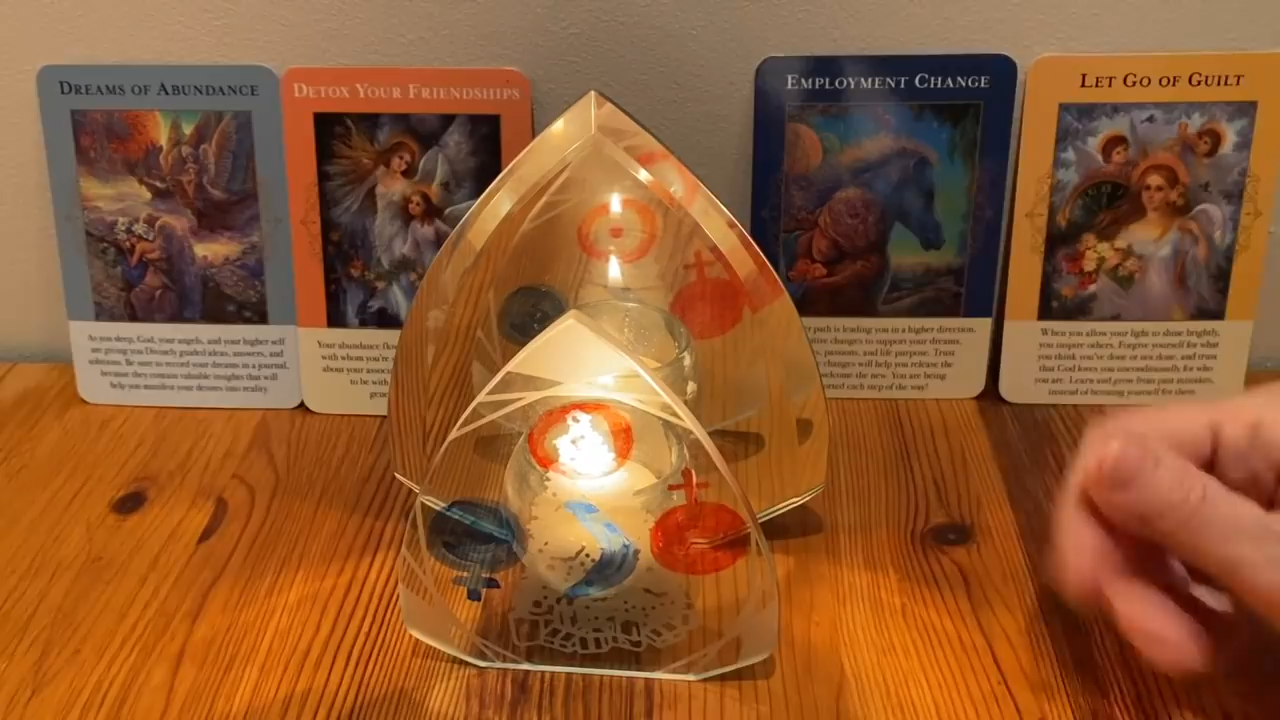 DREAMS OF ABUNDANCE
As you sleep, God, your angels, and your higher self
are giving you Divinely guided ideas, answers, and
solutions. Be sure to record your dreams in a journal,
because they contain valuable insights that will
help you manifest your desires into reality.
DETOX YOUR FRIENDSHIPS
Your abundance
with whom you're
about your
to be with
EMPLOYMENT CHANGE
path is leading you in a higher direction.
changes to support your dreams,
passions, and life purpose. Trust
changes will help you release the
welcome the new. You are being
each step of the way!
LET GO OF GUILT
When you allow your light to shine brightly,
you inspire others. Forgive yourself for what
you think you've done or not done, and trust
that God loves you unconditionally for who
you are. Learn and grow from past mistakes,
instead of berating yourself for them.